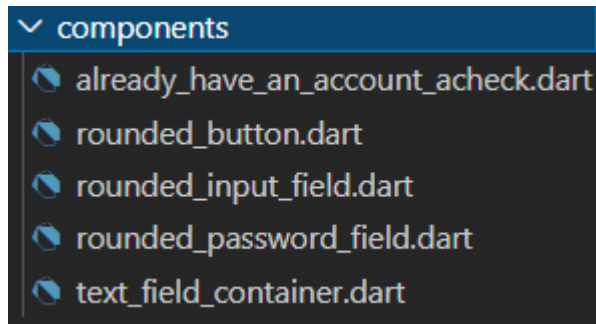 components
already_have_an_account_acheck.dart
rounded_button.dart
rounded_input_field.dart
rounded_password_field.dart
text_field_container.dart